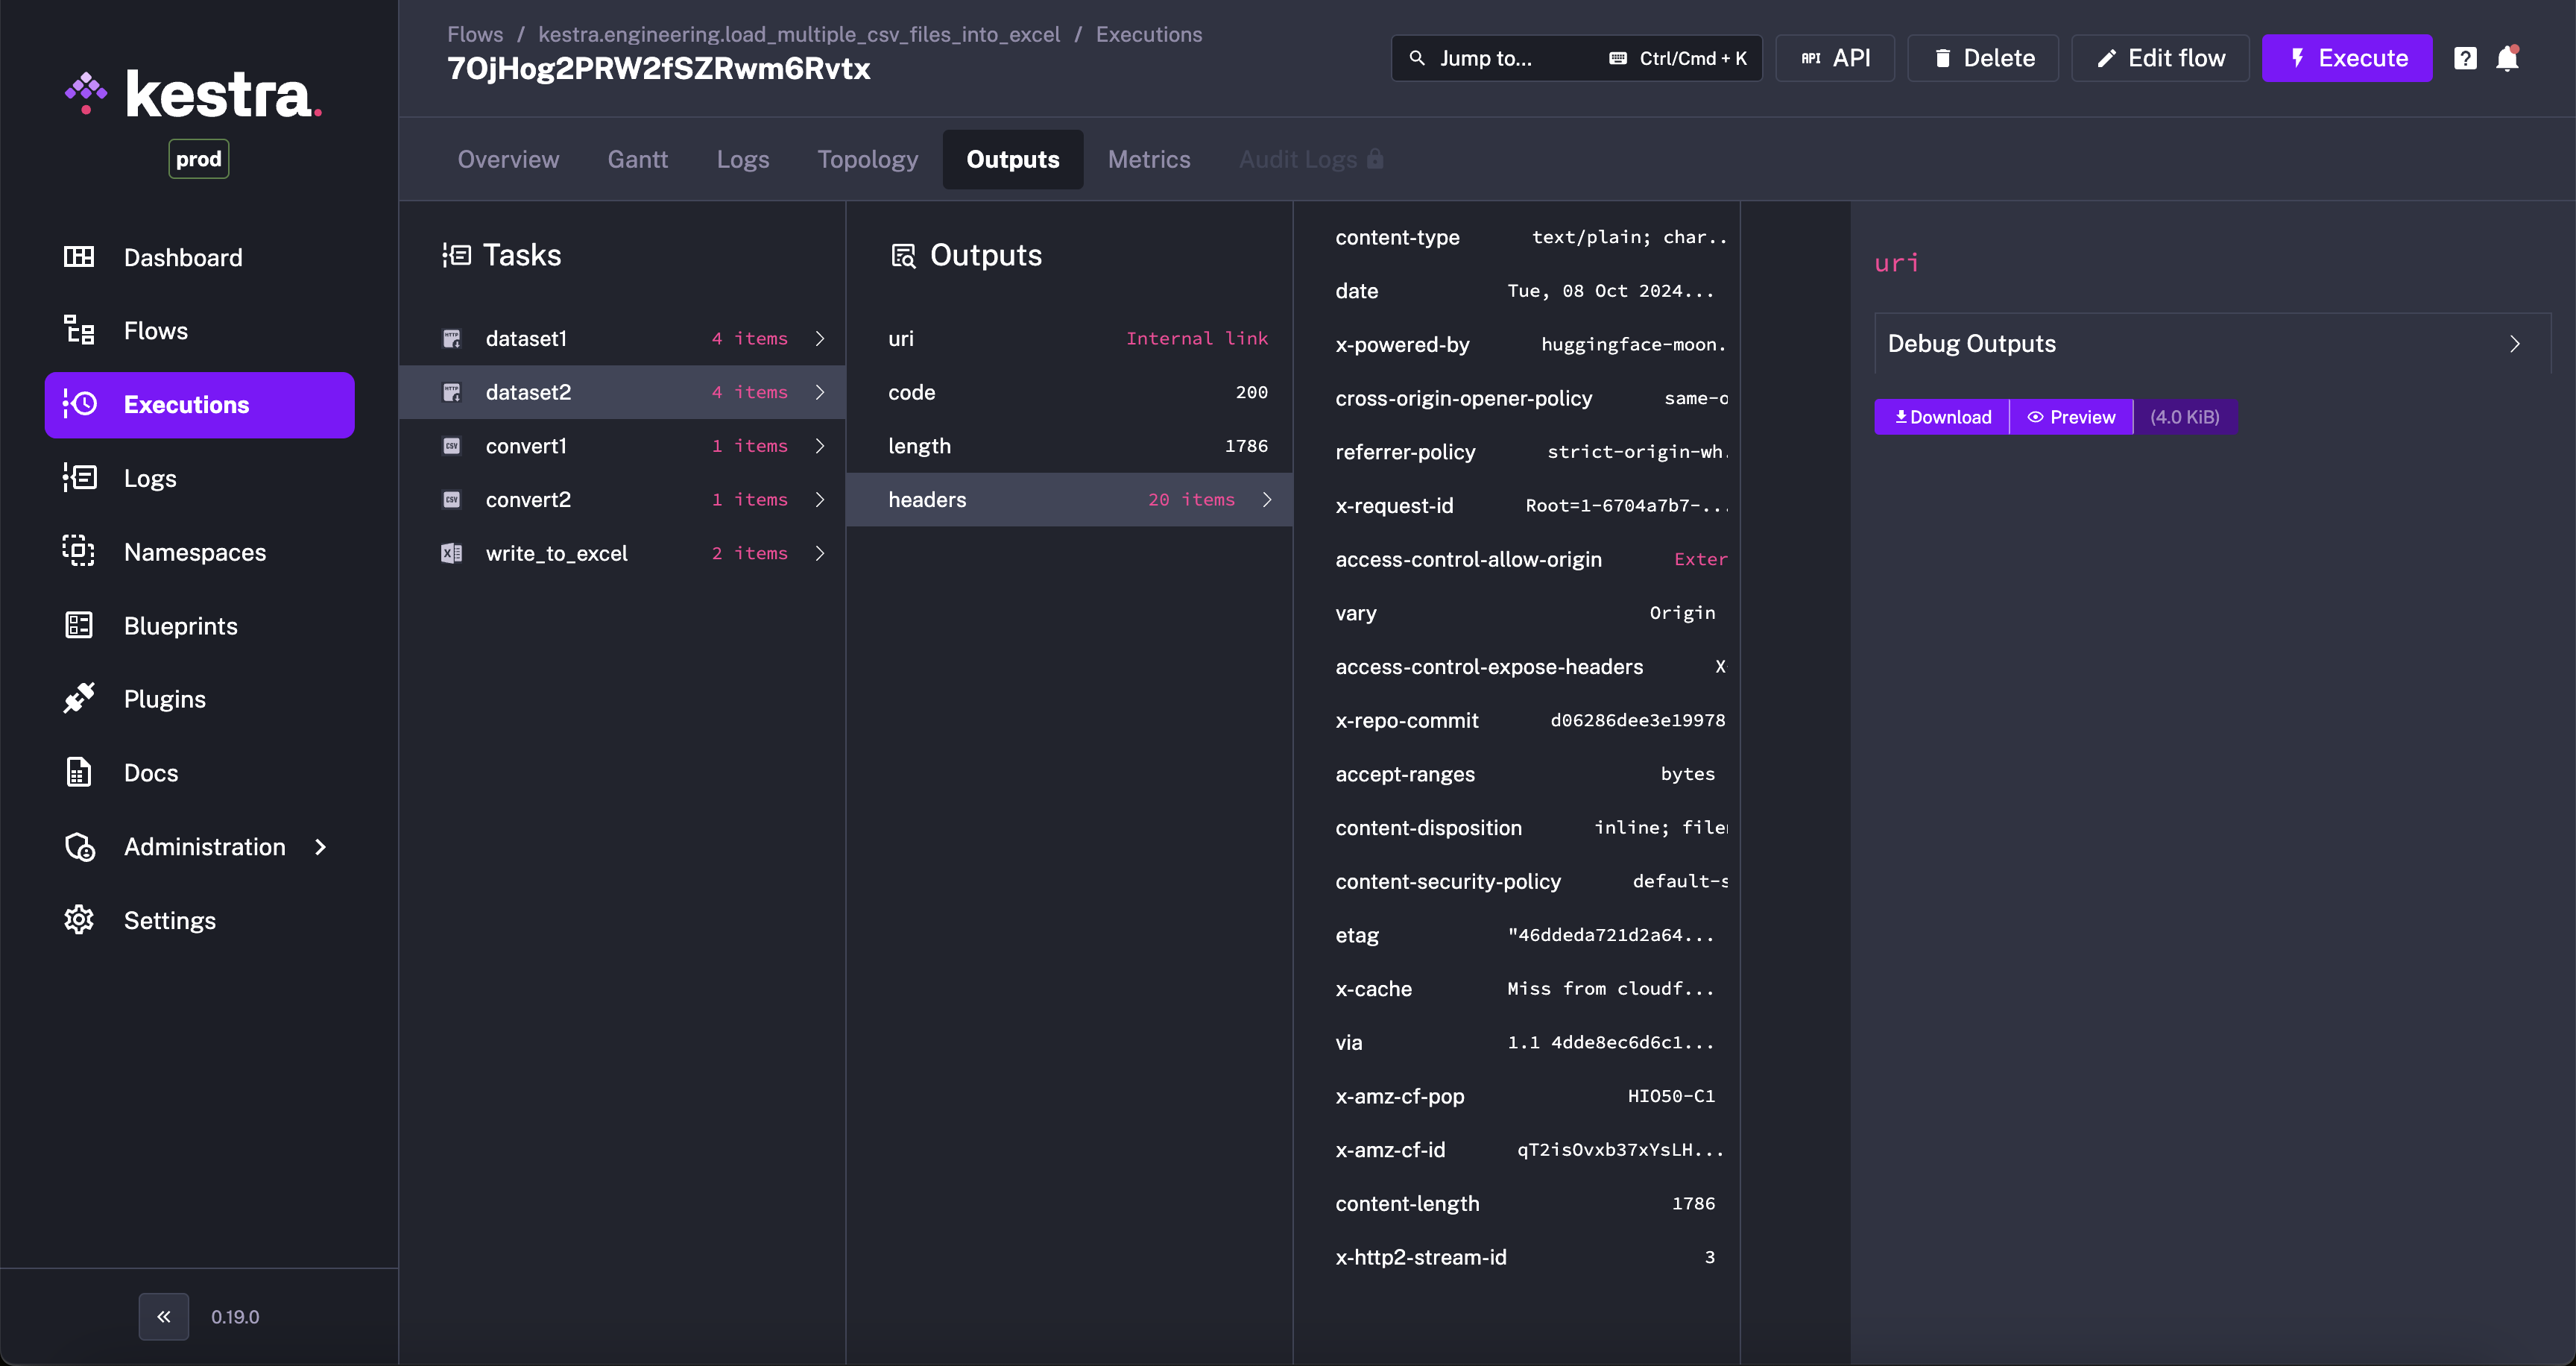 kestra.
prod
Dashboard
Flows
Executions
Logs
Namespaces
Blueprints
Plugins
Docs
Administration
Settings
0.19.0
Flows / kestra.engineering.load_multiple_csv_files_into_excel / Executions
7OjHog2PRW2fSZRwm6Rvtx
Jump to... Ctrl/Cmd + K
API API
Delete
Edit flow
Execute
Overview Gantt Logs Topology Outputs Metrics Audit Logs
Tasks
dataset1 4 items
dataset2 4 items
convert1 1 items
convert2 1 items
write_to_excel 2 items
Outputs
uri Internal link
code 200
length 1786
headers 20 items
content-type text/plain; char..
date Tue, 08 Oct 2024...
x-powered-by huggingface-moon.
cross-origin-opener-policy same-o
referrer-policy strict-origin-wh.
x-request-id Root=1-6704a7b7-...
access-control-allow-origin Exter
vary Origin
access-control-expose-headers X-
x-repo-commit d06286dee3e19978
accept-ranges bytes
content-disposition inline; filen
content-security-policy default-s
etag "46ddeda721d2a64...
x-cache Miss from cloudf...
via 1.1 4dde8ec6d6c1...
x-amz-cf-pop HIO50-C1
x-amz-cf-id qT2isOvxb37xYsLH...
content-length 1786
x-http2-stream-id 3
uri
Debug Outputs
Download Preview (4.0 KiB)